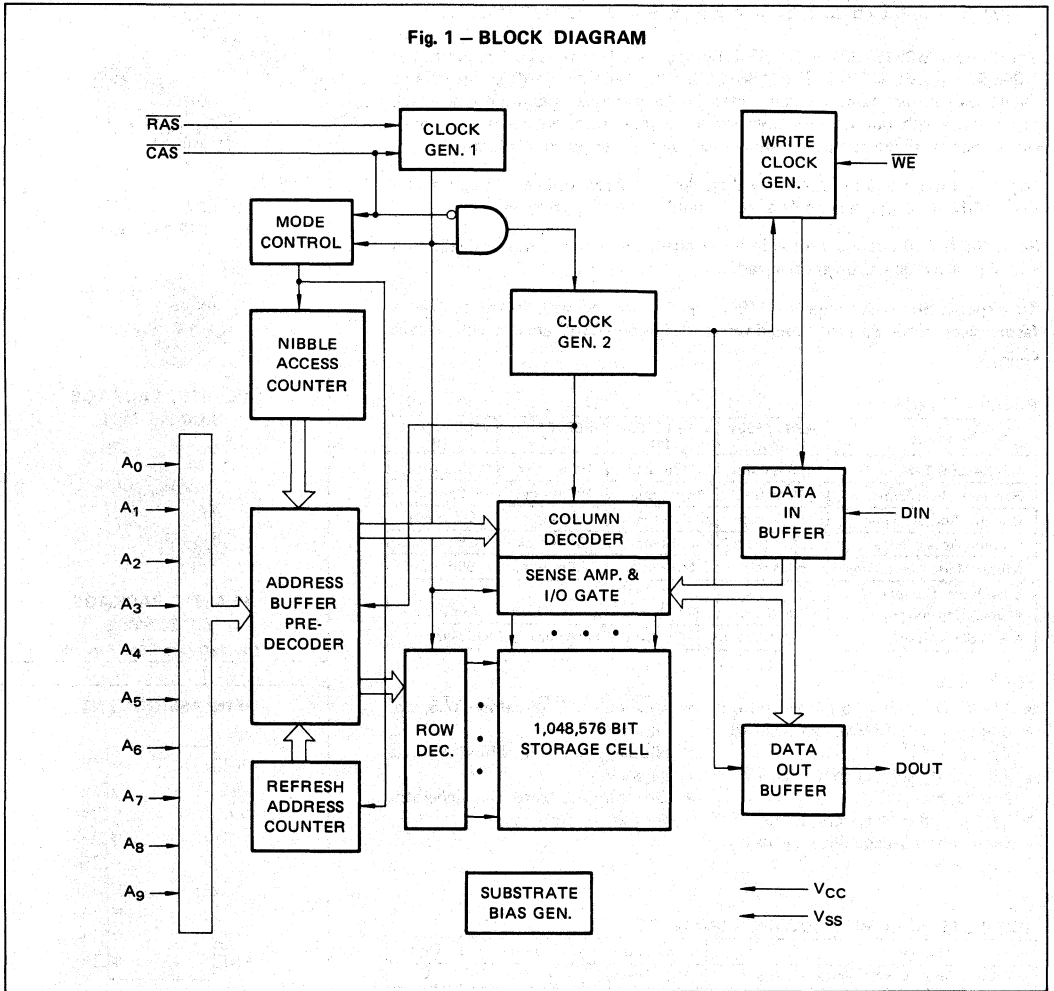 Fig. 1 – BLOCK DIAGRAM
RAS
CAS
CLOCK
GEN. 1
WRITE
CLOCK
GEN.
WE
MODE
CONTROL
CLOCK
GEN. 2
NIBBLE
ACCESS
COUNTER
A0
A1
A2
A3
A4
A5
A6
A7
A8
A9
ADDRESS
BUFFER
PRE-
DECODER
COLUMN
DECODER
SENSE AMP. &
I/O GATE
DATA
IN
BUFFER
DIN
ROW
DEC.
1,048,576 BIT
STORAGE CELL
DATA
OUT
BUFFER
DOUT
REFRESH
ADDRESS
COUNTER
SUBSTRATE
BIAS GEN.
VCC
VSS